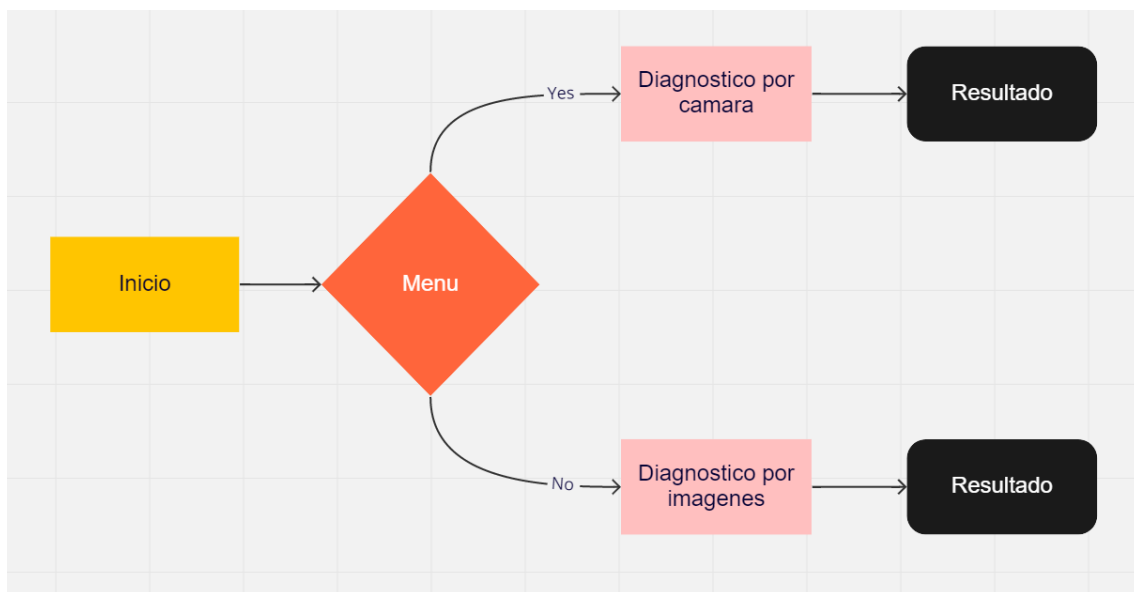 Yes
Diagnostico por
camara
Resultado
Inicio
Menu
No
Diagnostico por
imagenes
Resultado